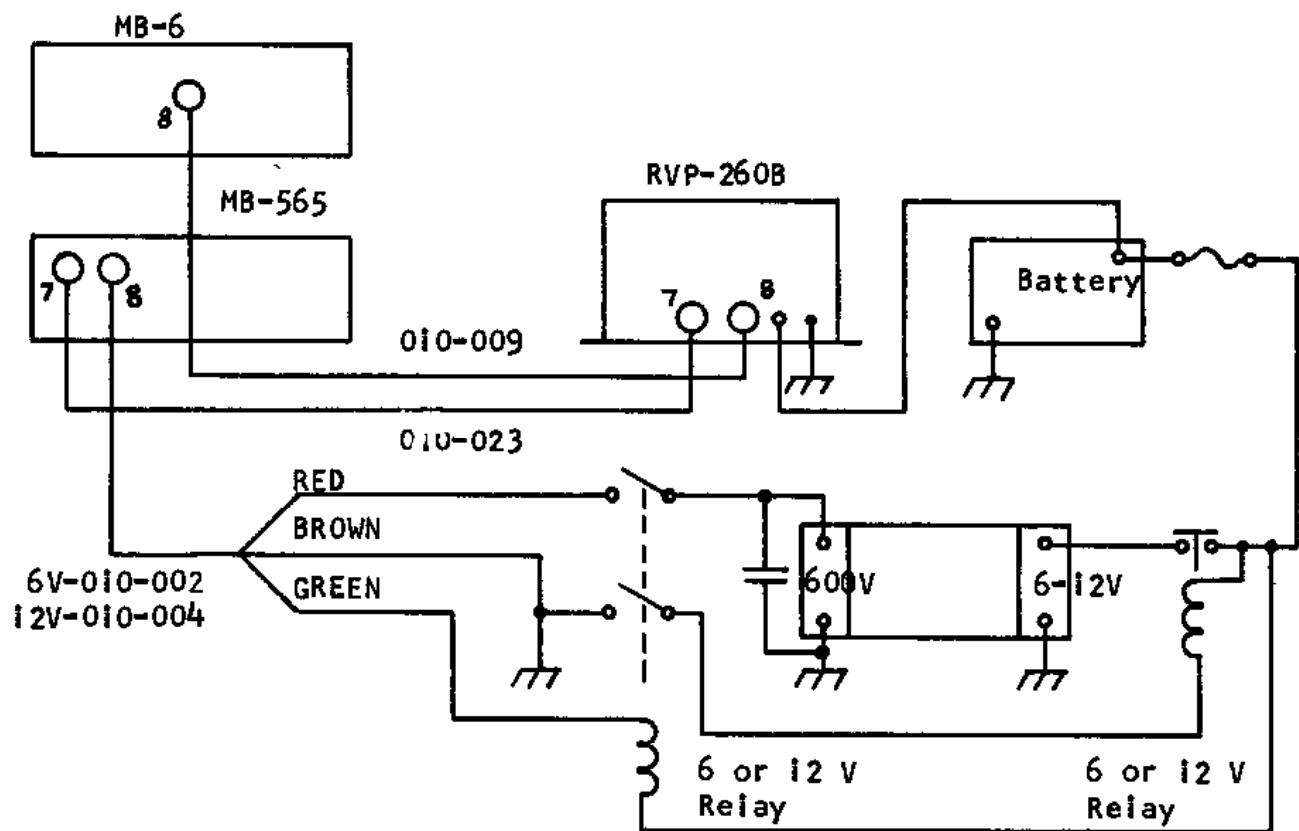 MB-6
8
MB-565
7
8
RVP-260B
7
8
Battery
010-009
010-023
RED
BROWN
GREEN
6V-010-002
12V-010-004
600V
6-12V
6 or 12 V
Relay
6 or 12 V
Relay